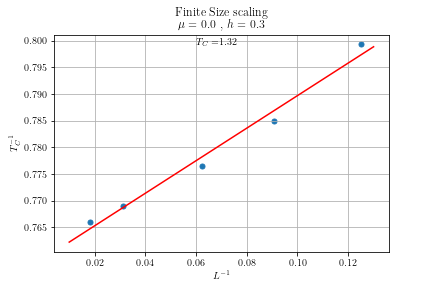 Finite Size scaling
μ = 0.0 , h = 0.3
T_C =1.32
0.800
0.795
0.790
0.785
0.780
0.775
0.770
0.765
T_C^{-1}
0.02 0.04 0.06 0.08 0.10 0.12
L^{-1}